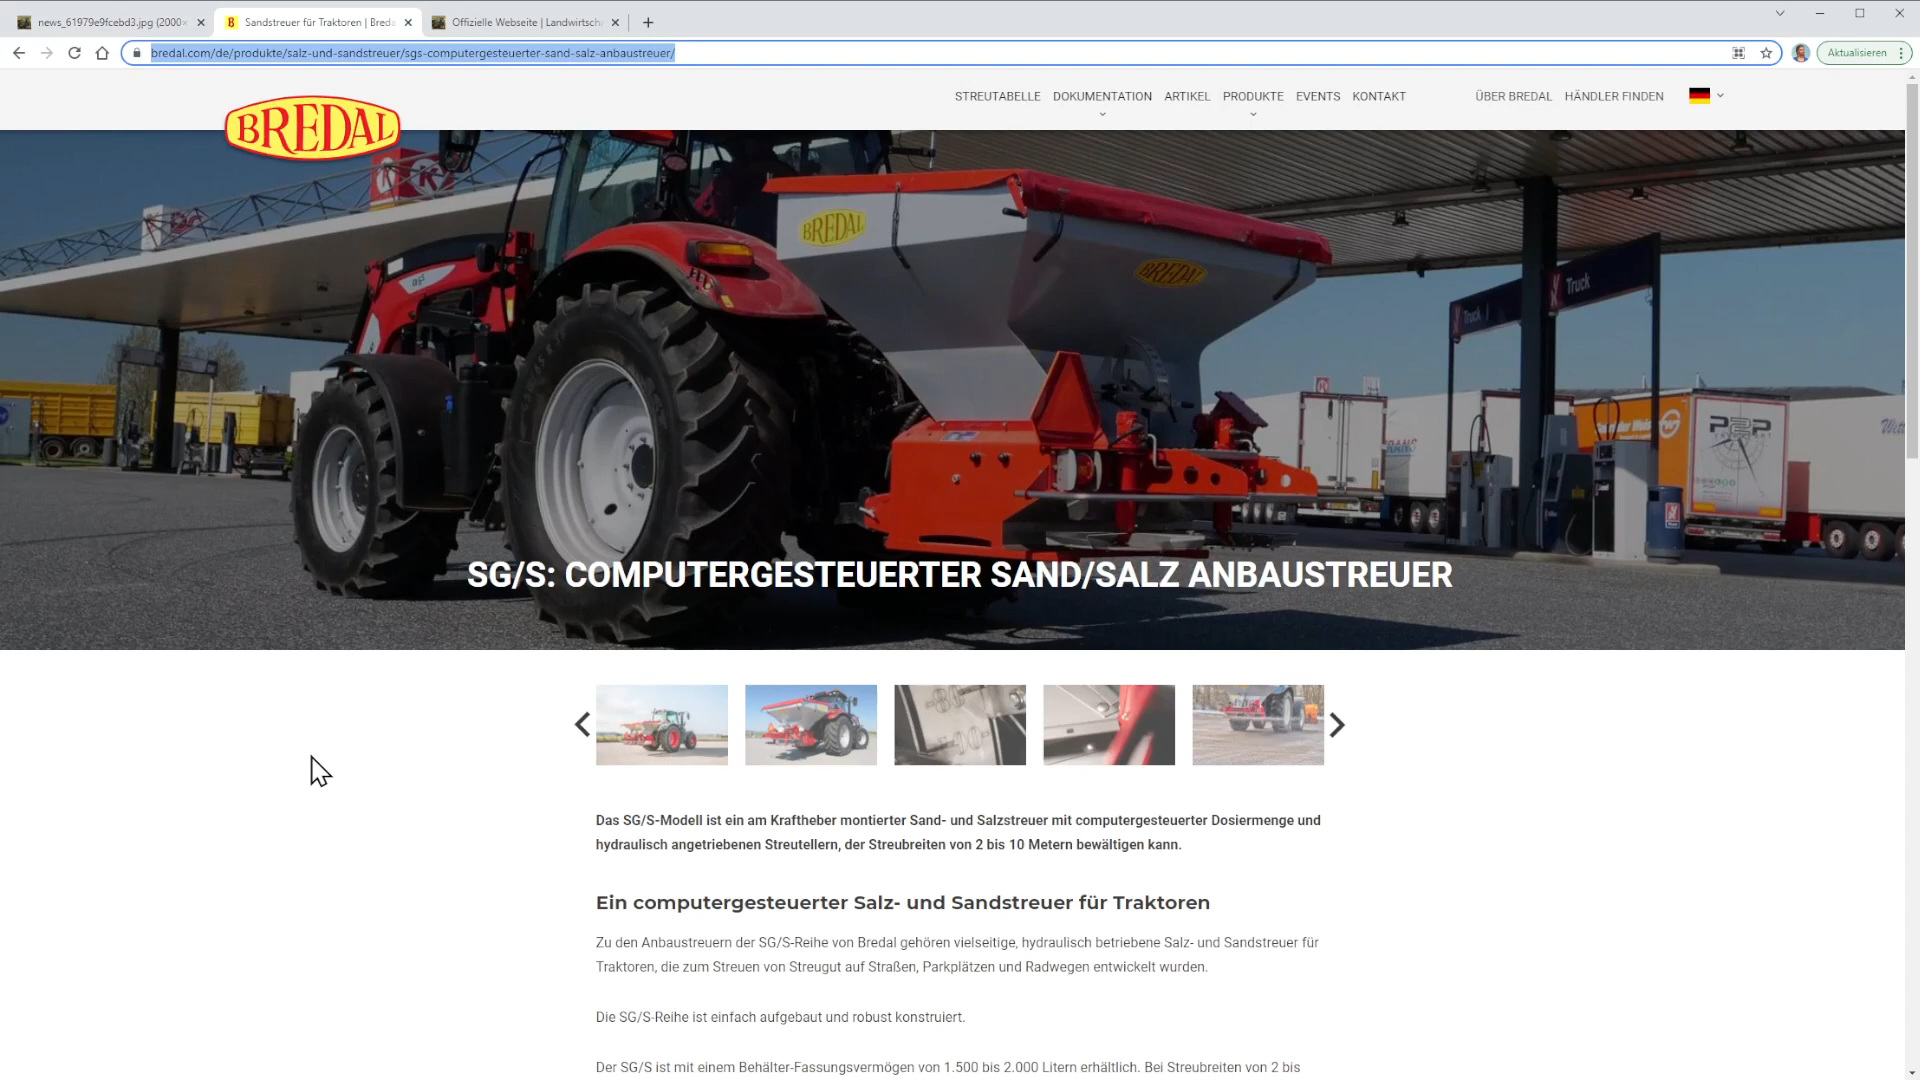 news_61979e9fcebd3.jpg (2000×
Sandstreuer für Traktoren | Breda
Offizielle Webseite | Landwirtscha
bredal.com/de/produkte/salz-und-sandstreuer/sgs-computergesteuerter-sand-salz-anbaustreuer/
Aktualisieren
BREDAL
STREUTABELLE DOKUMENTATION ARTIKEL PRODUKTE EVENTS KONTAKT ÜBER BREDAL HÄNDLER FINDEN
BREDAL
BREDAL
Truck
Truck
P2P
SG/S: COMPUTERGESTEUERTER SAND/SALZ ANBAUSTREUER
Das SG/S-Modell ist ein am Kraftheber montierter Sand- und Salzstreuer mit computergesteuerter Dosiermenge und
hydraulisch angetriebenen Streutellern, der Streubreiten von 2 bis 10 Metern bewältigen kann.
Ein computergesteuerter Salz- und Sandstreuer für Traktoren
Zu den Anbaustreuern der SG/S-Reihe von Bredal gehören vielseitige, hydraulisch betriebene Salz- und Sandstreuer für
Traktoren, die zum Streuen von Streugut auf Straßen, Parkplätzen und Radwegen entwickelt wurden.
Die SG/S-Reihe ist einfach aufgebaut und robust konstruiert.
Der SG/S ist mit einem Behälter-Fassungsvermögen von 1.500 bis 2.000 Litern erhältlich. Bei Streubreiten von 2 bis